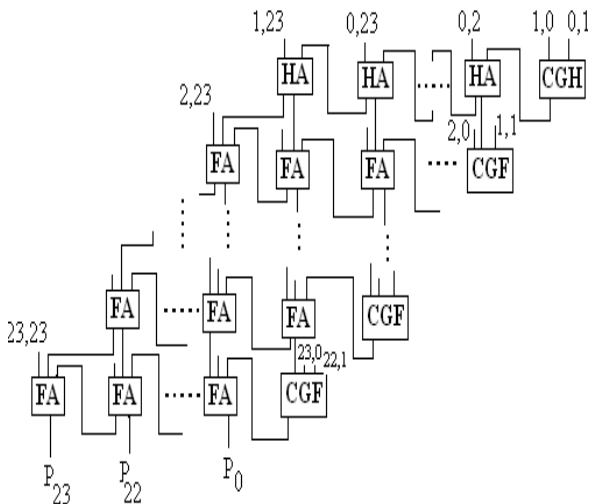 1,23 0,23 0,2 1,0 0,1
HA HA HA CGH
2,23 2,0 1,1
FA FA FA CGF
FA FA FA CGF
23,23 23,0 22,1
FA FA FA CGF
P23 P22 P0